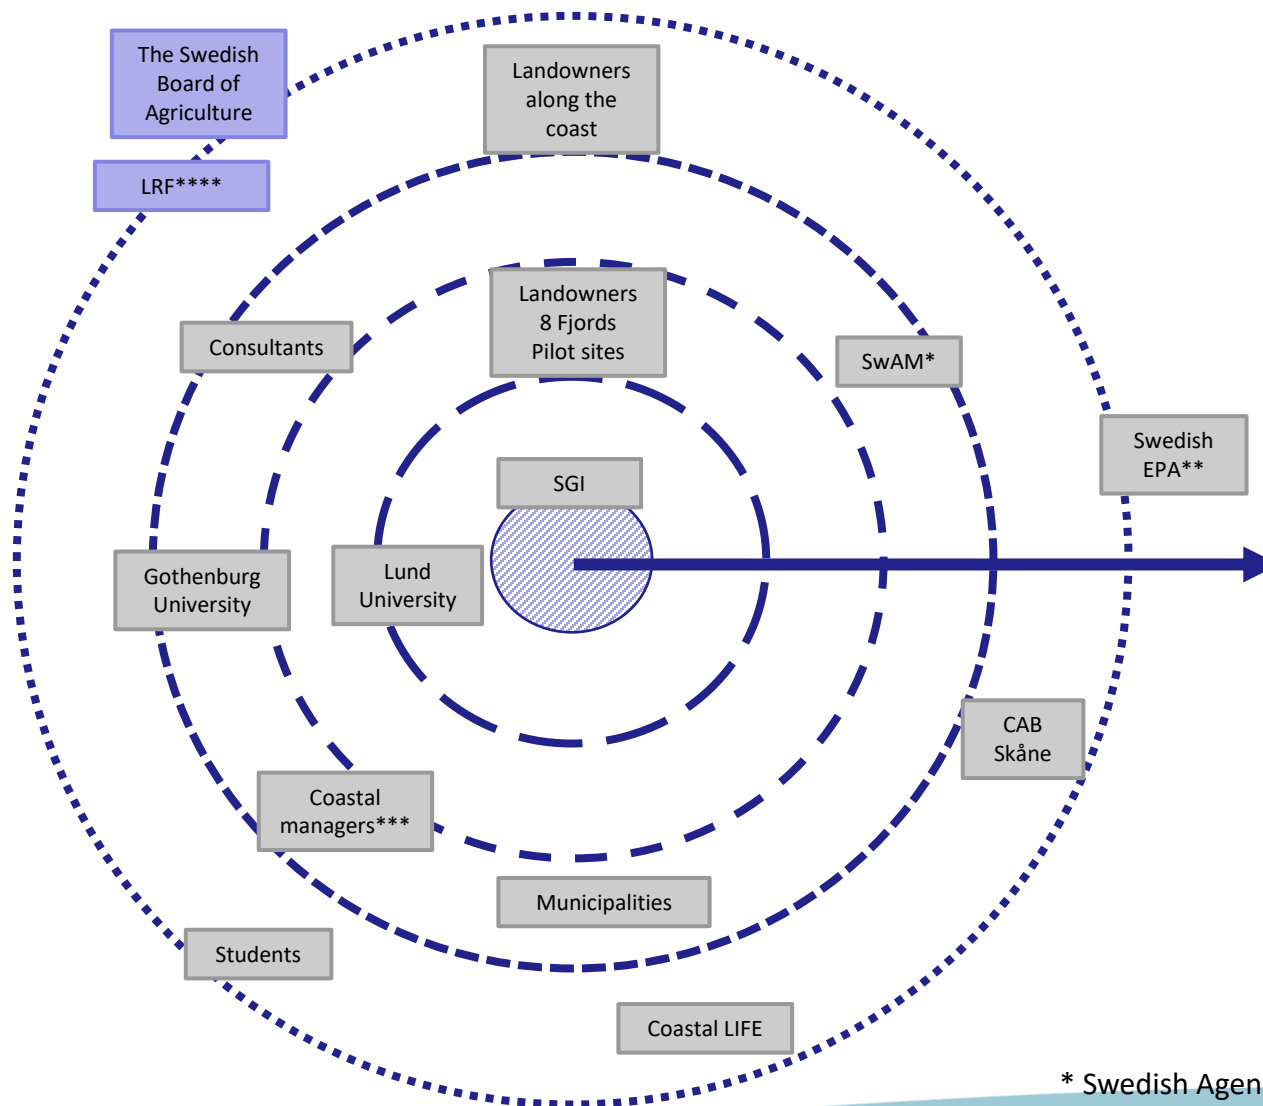 The Swedish
Board of
Agriculture
LRF****
Landowners
along the
coast
Consultants
Landowners
8 Fjords
Pilot sites
SwAM*
Swedish
EPA**
SGI
Gothenburg
University
Lund
University
CAB
Skåne
Coastal
managers***
Municipalities
Students
Coastal LIFE
* Swedish Agen